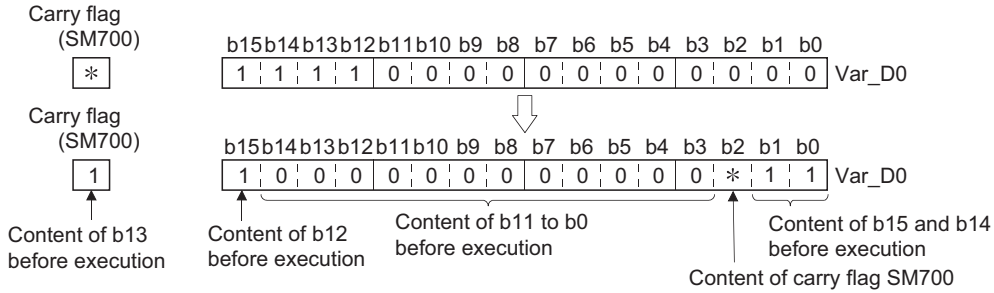 Carry flag
(SM700)
b15 b14 b13 b12 b11 b10 b9 b8 b7 b6 b5 b4 b3 b2 b1 b0
* 1 1 1 1 0 0 0 0 0 0 0 0 0 0 0 0 Var_D0
Carry flag
(SM700)
b15 b14 b13 b12 b11 b10 b9 b8 b7 b6 b5 b4 b3 b2 b1 b0
1 1 0 0 0 0 0 0 0 0 0 0 0 0 * 1 1 Var_D0
Content of b13
before execution
Content of b12
before execution
Content of b11 to b0
before execution
Content of b15 and b14
before execution
Content of carry flag SM700